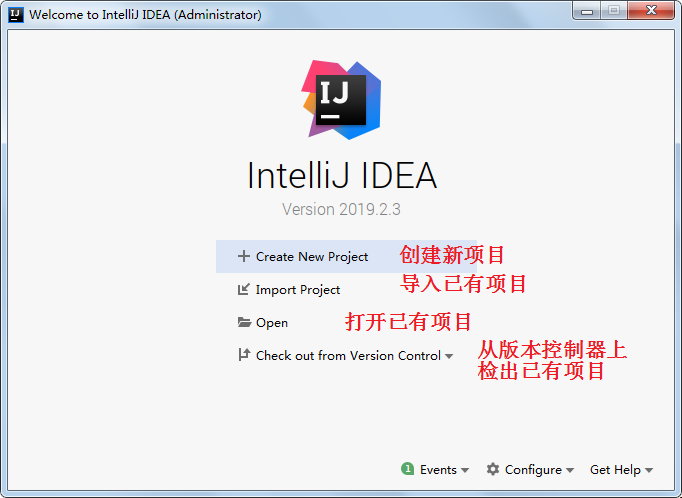 Welcome to IntelliJ IDEA (Administrator)
IJ
IntelliJ IDEA
Version 2019.2.3
Create New Project 创建新项目
Import Project 导入已有项目
Open 打开已有项目
Check out from Version Control 从版本控制器上
检出已有项目
1 Events Configure Get Help